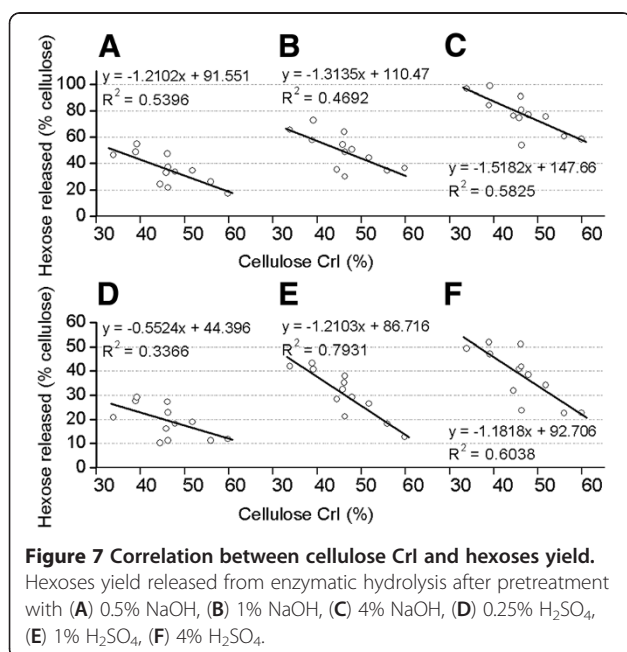 A B C
y = -1.2102x + 91.551
R² = 0.5396
y = -1.3135x + 110.47
R² = 0.4692
y = -1.5182x + 147.66
R² = 0.5825
Hexose released (% cellulose)
100
80
60
40
20
0
30 40 50 60 30 40 50 60 30 40 50 60
Cellulose CrI (%) Cellulose CrI (%)
D E F
y = -0.5524x + 44.396
R² = 0.3366
y = -1.2103x + 86.716
R² = 0.7931
y = -1.1818x + 92.706
R² = 0.6038
Hexose released (% cellulose)
60
50
40
30
20
10
0
30 40 50 60 30 40 50 60 30 40 50 60
Cellulose CrI (%) Cellulose CrI (%)
Figure 7 Correlation between cellulose CrI and hexoses yield.
Hexoses yield released from enzymatic hydrolysis after pretreatment
with (A) 0.5% NaOH, (B) 1% NaOH, (C) 4% NaOH, (D) 0.25% H₂SO₄,
(E) 1% H₂SO₄, (F) 4% H₂SO₄.